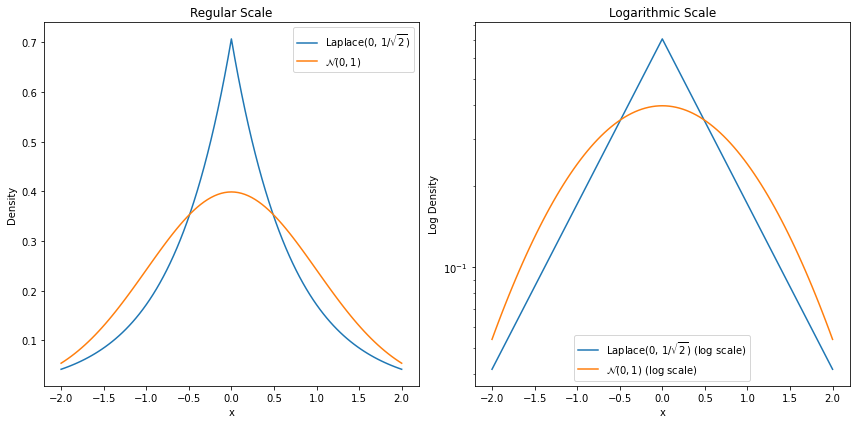 Regular Scale
Laplace(0, 1/√2)
𝒩(0, 1)
0.7
0.6
0.5
0.4
0.3
0.2
0.1
Density
−2.0 −1.5 −1.0 −0.5 0.0 0.5 1.0 1.5 2.0
x
Logarithmic Scale
Log Density
10⁻¹
Laplace(0, 1/√2) (log scale)
𝒩(0, 1) (log scale)
−2.0 −1.5 −1.0 −0.5 0.0 0.5 1.0 1.5 2.0
x